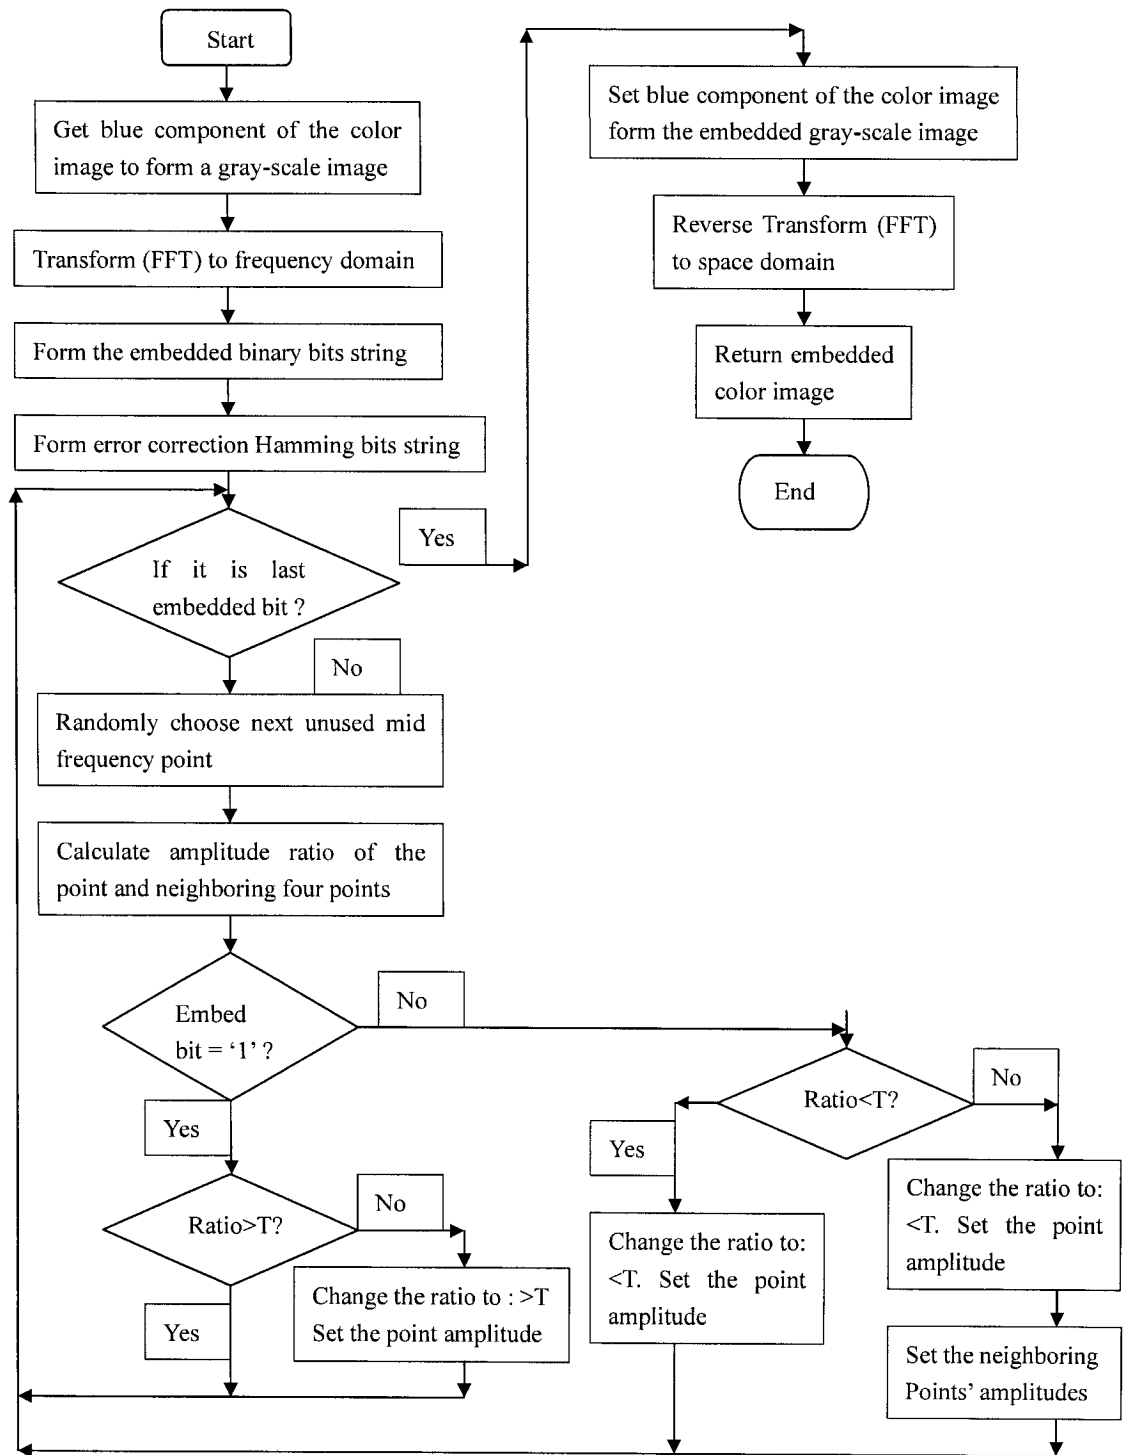 Start
Get blue component of the color
image to form a gray-scale image
Transform (FFT) to frequency domain
Form the embedded binary bits string
Form error correction Hamming bits string
If it is last
embedded bit ?
Yes
No
Randomly choose next unused mid
frequency point
Calculate amplitude ratio of the
point and neighboring four points
Embed
bit = ‘1’ ?
No
Yes
Ratio>T?
No
Yes
Change the ratio to : >T
Set the point amplitude
Ratio<T?
Yes
No
Change the ratio to:
<T. Set the point
amplitude
Change the ratio to:
<T. Set the point
amplitude
Set the neighboring
Points’ amplitudes
Set blue component of the color image
form the embedded gray-scale image
Reverse Transform (FFT)
to space domain
Return embedded
color image
End